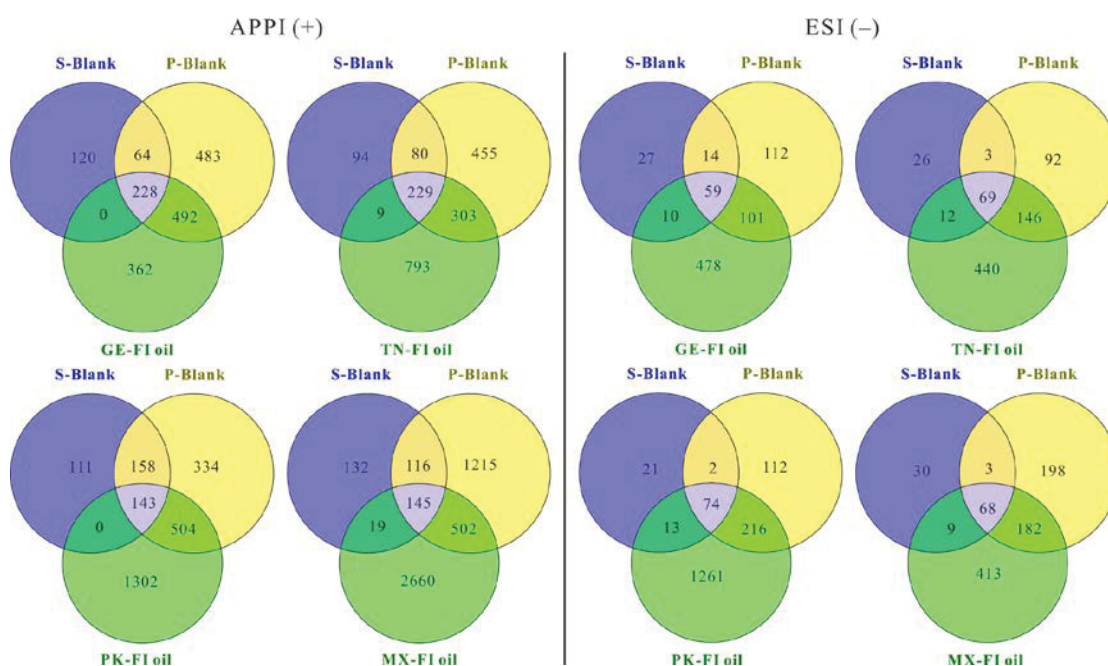 APPI (+)
ESI (–)
S-Blank P-Blank
120 64 483
228
0 492
362
GE-FI oil
S-Blank P-Blank
94 80 455
229
9 303
793
TN-FI oil
S-Blank P-Blank
27 14 112
59
10 101
478
GE-FI oil
S-Blank P-Blank
26 3 92
69
12 146
440
TN-FI oil
S-Blank P-Blank
111 158 334
143
0 504
1302
PK-FI oil
S-Blank P-Blank
132 116 1215
145
19 502
2660
MX-FI oil
S-Blank P-Blank
21 2 112
74
13 216
1261
PK-FI oil
S-Blank P-Blank
30 3 198
68
9 182
413
MX-FI oil